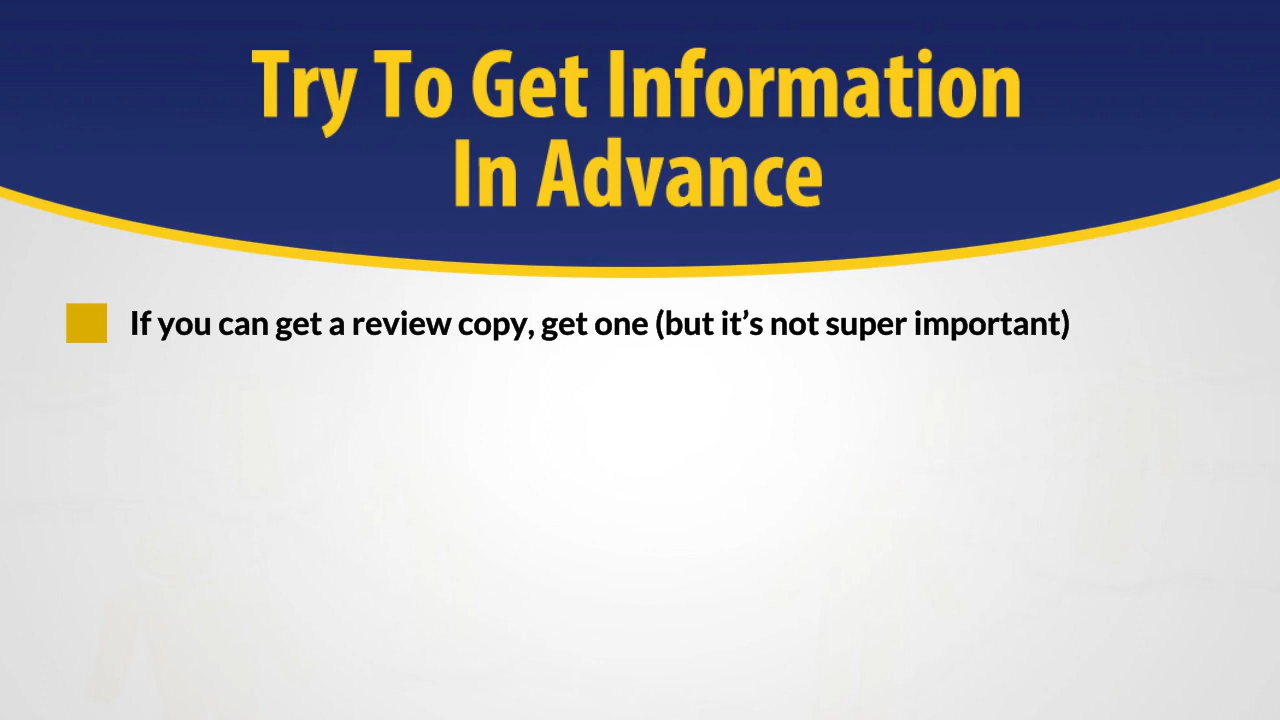 Try To Get Information
In Advance
If you can get a review copy, get one (but it’s not super important)